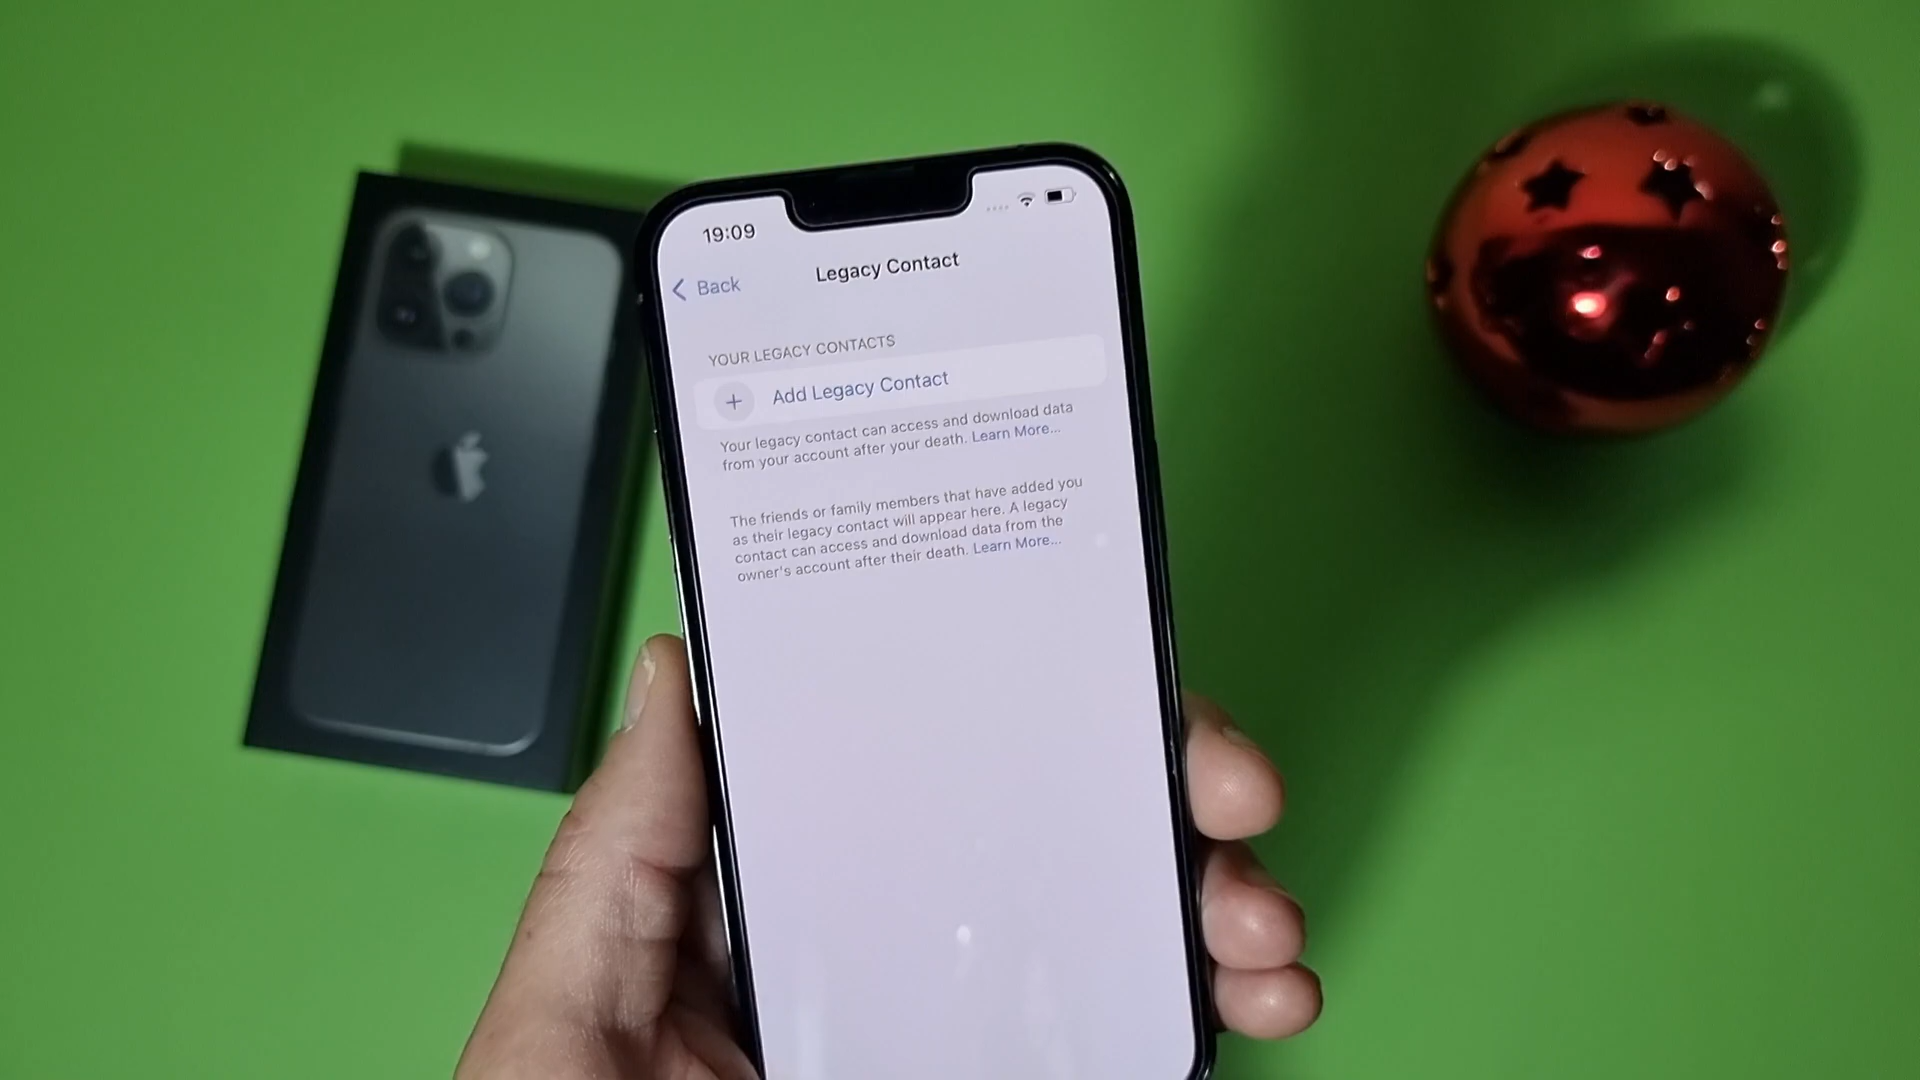 19:09
Back
Legacy Contact
YOUR LEGACY CONTACTS
+ Add Legacy Contact
Your legacy contact can access and download data
from your account after your death. Learn More...
The friends or family members that have added you
as their legacy contact will appear here. A legacy
contact can access and download data from the
owner's account after their death. Learn More...